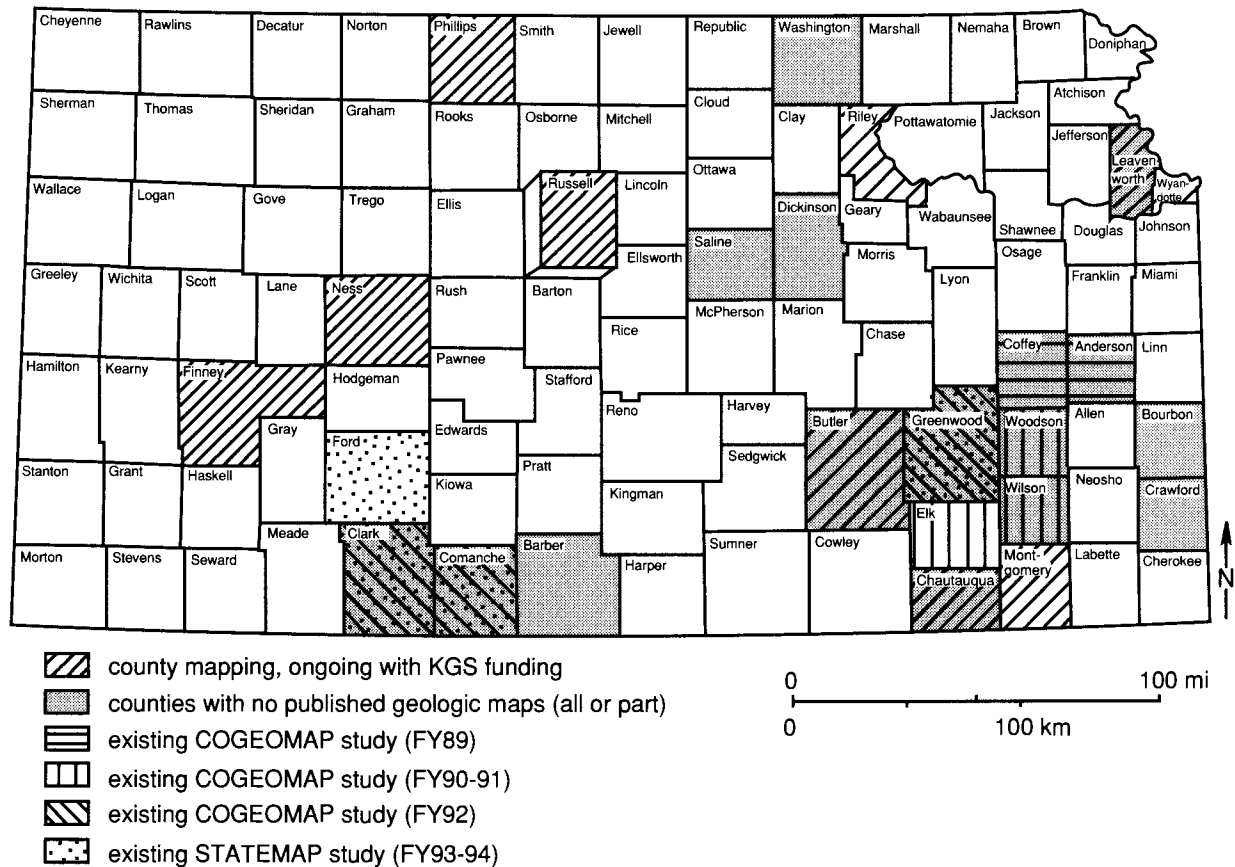 Cheyenne
Rawlins
Decatur
Norton
Phillips
Smith
Jewell
Republic
Washington
Marshall
Nemaha
Brown
Doniphan
Sherman
Thomas
Sheridan
Graham
Rooks
Osborne
Mitchell
Cloud
Clay
Riley
Pottawatomie
Jackson
Atchison
Jefferson
Leaven
worth
Wyan-
dotte
Wallace
Logan
Gove
Trego
Ellis
Russell
Lincoln
Ottawa
Dickinson
Geary
Wabaunsee
Shawnee
Douglas
Johnson
Saline
Ellsworth
Morris
Osage
Greeley
Wichita
Scott
Lane
Ness
Rush
Barton
Rice
McPherson
Marion
Chase
Lyon
Franklin
Miami
Hamilton
Kearny
Finney
Hodgeman
Pawnee
Stafford
Reno
Harvey
Butler
Greenwood
Coffey
Anderson
Linn
Gray
Ford
Edwards
Sedgwick
Woodson
Allen
Bourbon
Stanton
Grant
Haskell
Kiowa
Pratt
Kingman
Elk
Wilson
Neosho
Crawford
Morton
Stevens
Seward
Meade
Clark
Comanche
Barber
Harper
Sumner
Cowley
Chautauqua
Mont-
gomery
Labette
Cherokee
N
county mapping, ongoing with KGS funding
counties with no published geologic maps (all or part)
existing COGEOMAP study (FY89)
existing COGEOMAP study (FY90-91)
existing COGEOMAP study (FY92)
existing STATEMAP study (FY93-94)
0 100 mi
0 100 km